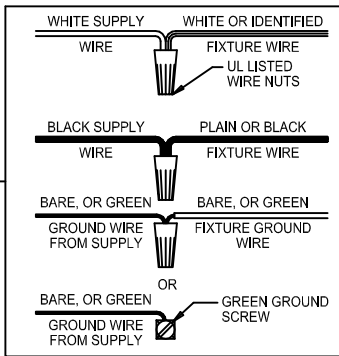 WHITE SUPPLY WHITE OR IDENTIFIED
WIRE FIXTURE WIRE
UL LISTED
WIRE NUTS
BLACK SUPPLY PLAIN OR BLACK
WIRE FIXTURE WIRE
BARE, OR GREEN BARE, OR GREEN
GROUND WIRE FIXTURE GROUND
FROM SUPPLY WIRE
OR
BARE, OR GREEN GREEN GROUND
GROUND WIRE SCREW
FROM SUPPLY